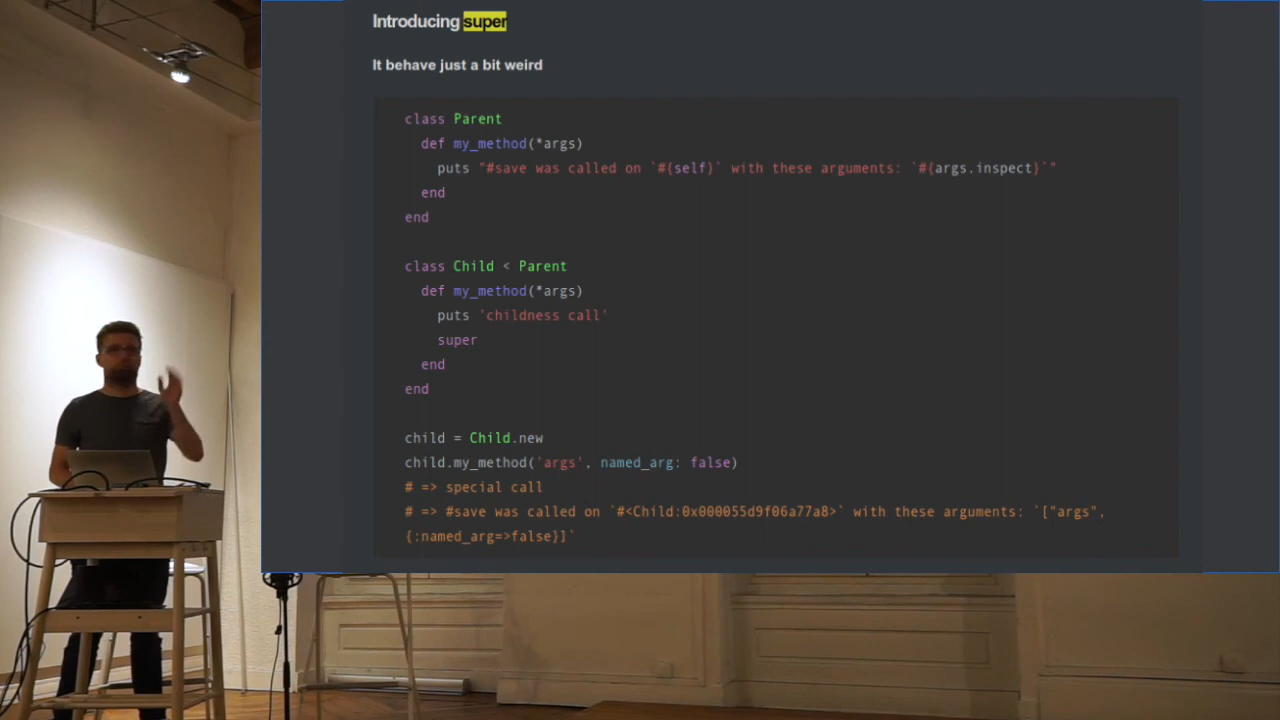 Introducing super
It behave just a bit weird
class Parent
  def my_method(*args)
    puts "#save was called on `#{self}` with these arguments: `#{args.inspect}`"
  end
end
class Child < Parent
  def my_method(*args)
    puts 'childness call'
    super
  end
end
child = Child.new
child.my_method('args', named_arg: false)
# => special call
# => #save was called on `#<Child:0x000055d9f06a77a8>` with these arguments: `["args",
{:named_arg=>false}]`